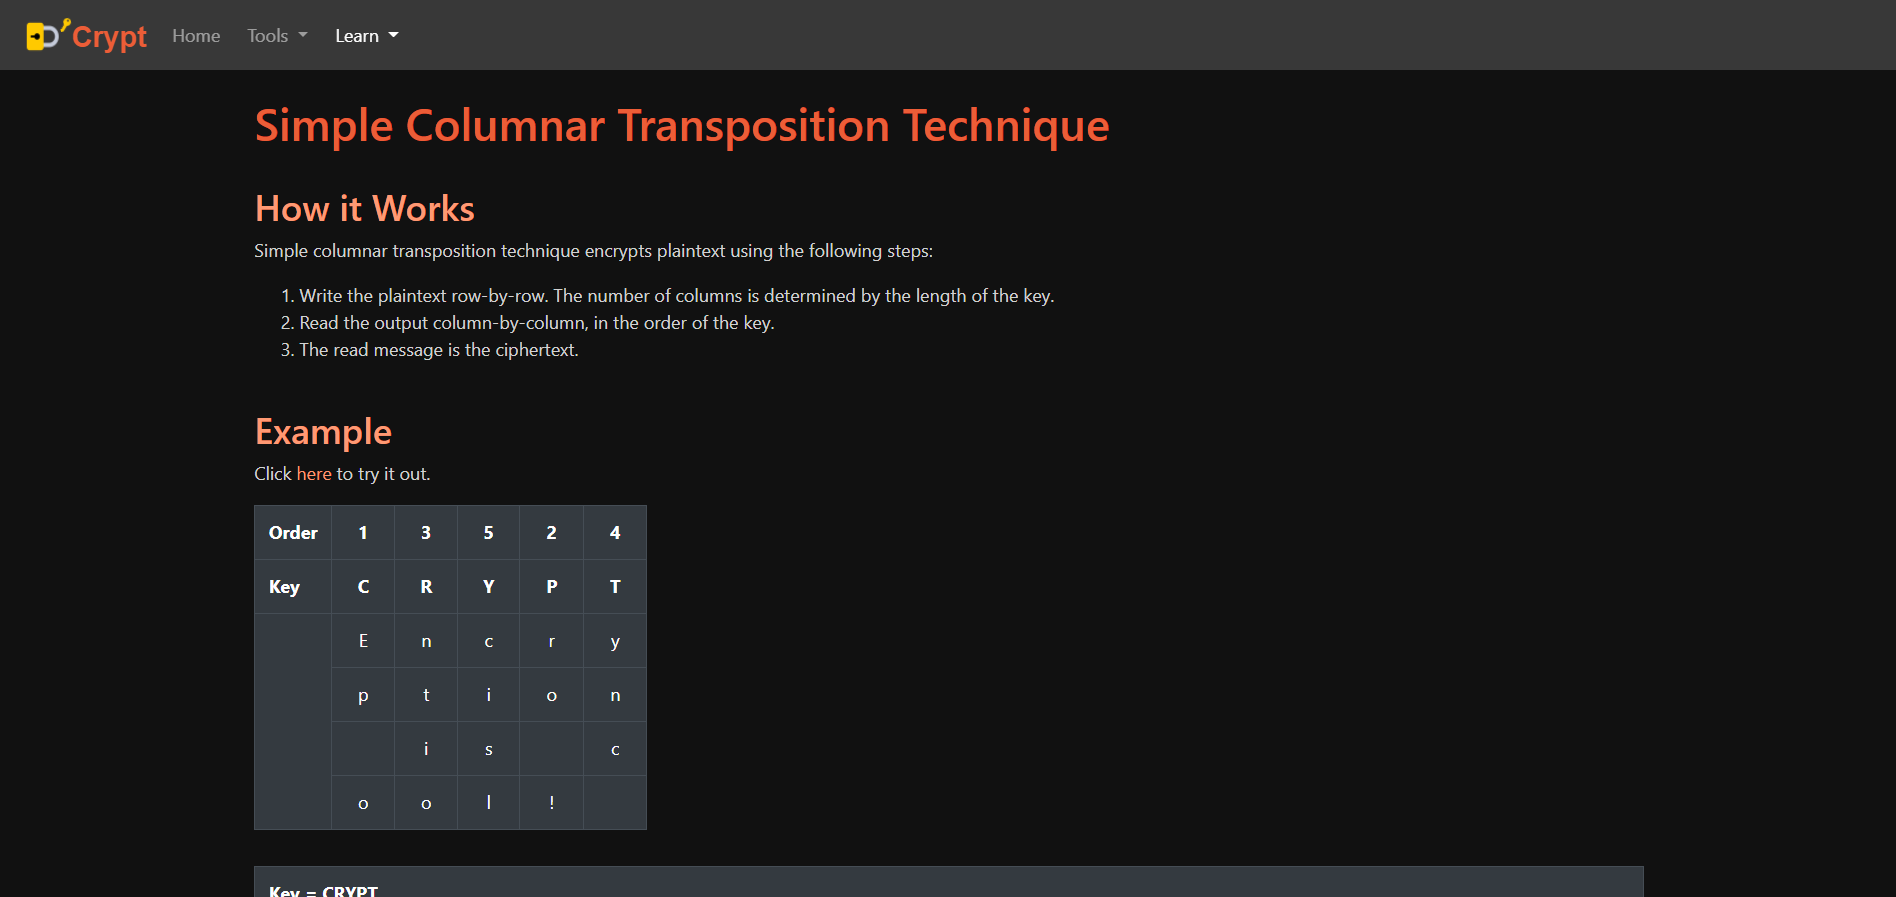 D'Crypt Home Tools Learn
Simple Columnar Transposition Technique
How it Works
Simple columnar transposition technique encrypts plaintext using the following steps:
1. Write the plaintext row-by-row. The number of columns is determined by the length of the key.
2. Read the output column-by-column, in the order of the key.
3. The read message is the ciphertext.
Example
Click here to try it out.
Order 1 3 5 2 4
Key C R Y P T
E n c r y
p t i o n
i s c
o o l !
Key = CRYPT